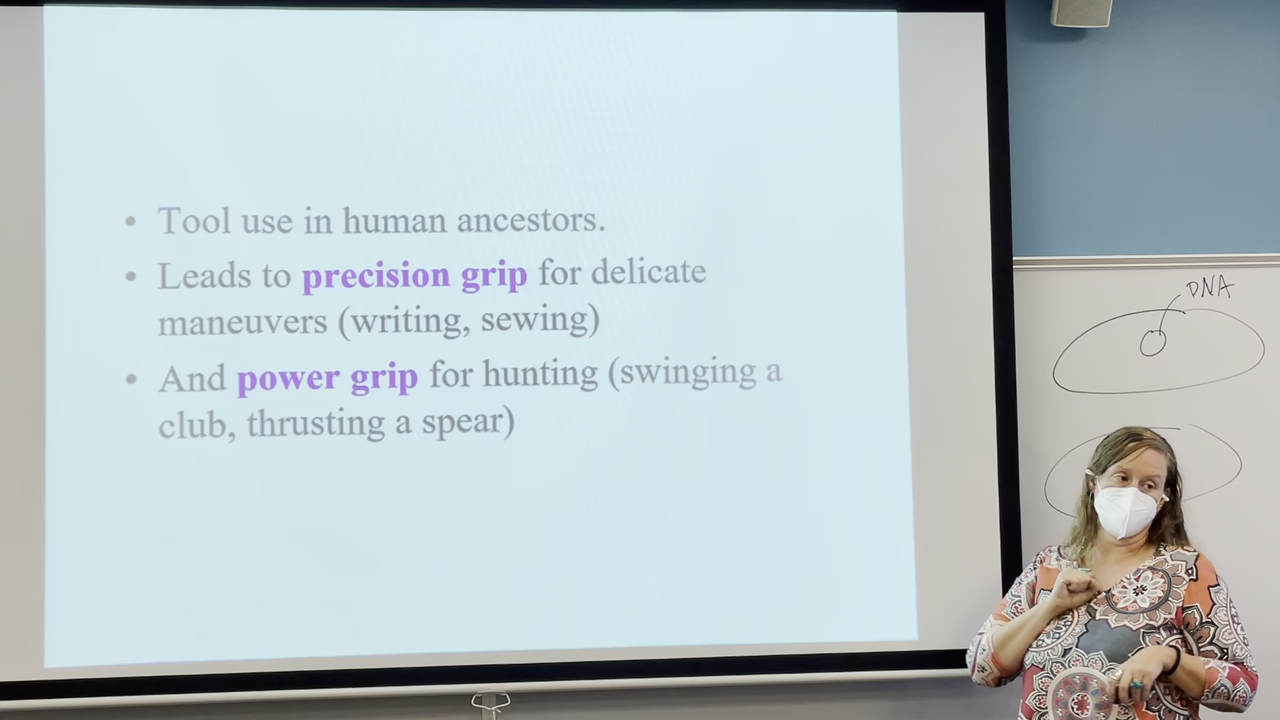 • Tool use in human ancestors.
• Leads to precision grip for delicate
maneuvers (writing, sewing)
• And power grip for hunting (swinging a
club, thrusting a spear)
DNA